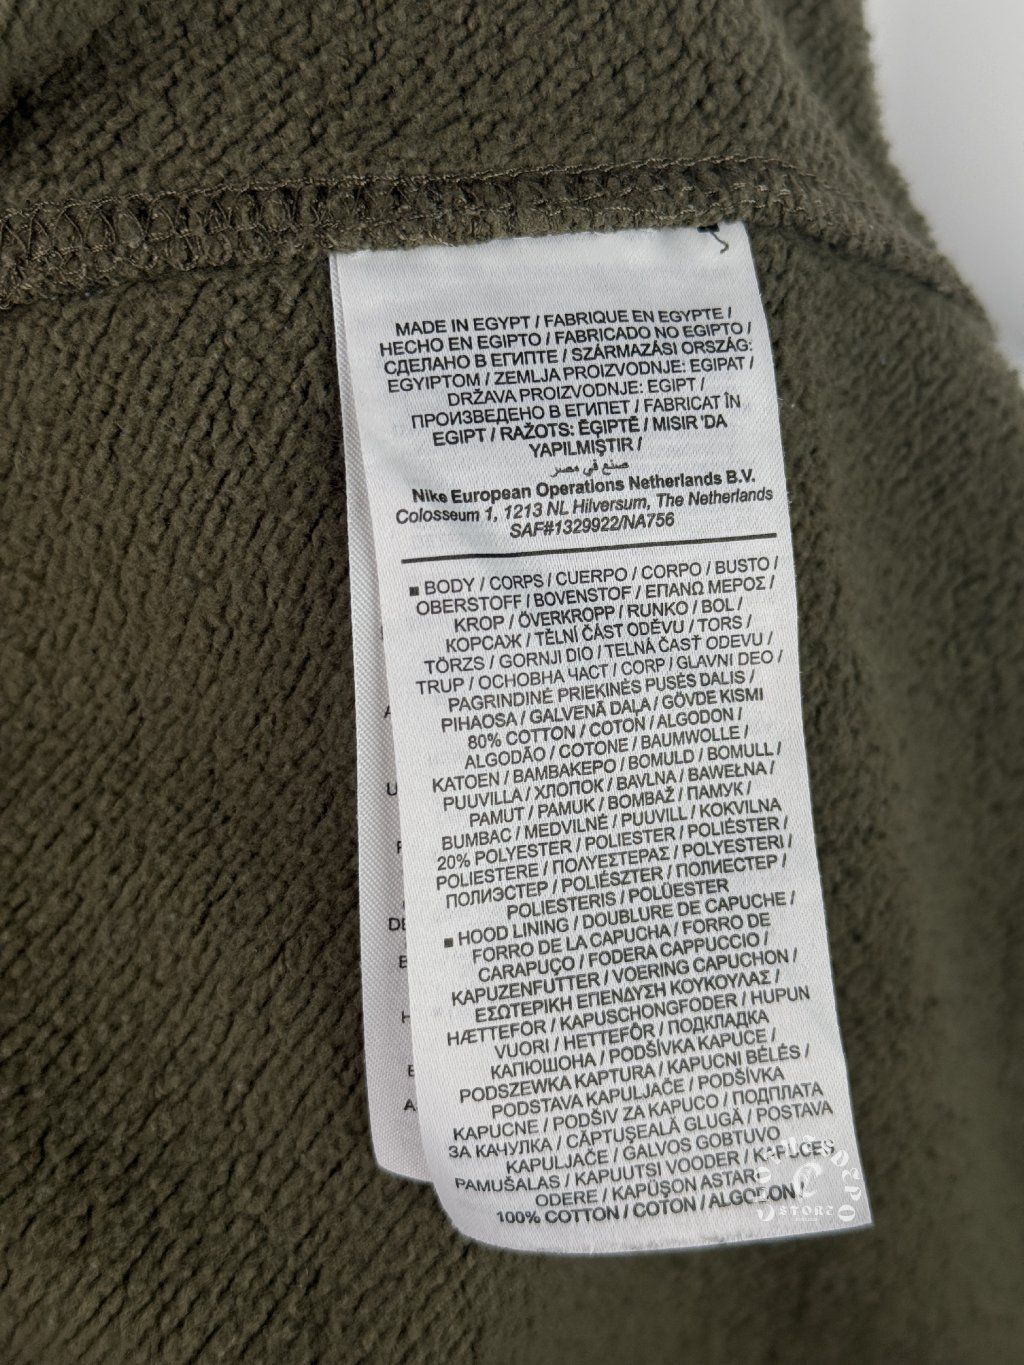 MADE IN EGYPT / FABRIQUE EN EGYPTE /
HECHO EN EGIPTO / FABRICADO NO EGIPTO /
СДЕЛАНО В ЕГИПТЕ / SZÁRMAZÁSI ORSZÁG:
EGYIPTOM / ZEMLJA PROIZVODNJE: EGIPAT /
DRŽAVA PROIZVODNJE: EGIPT /
ПРОИЗВЕДЕНО В ЕГИПЕТ / FABRICAT ÎN
EGIPT / RAŽOTS: ĒĢIPTĒ / MISIR 'DA
YAPILMIŞTIR /
صنع في مصر
Nike European Operations Netherlands B.V.
Colosseum 1, 1213 NL Hilversum, The Netherlands
SAF#1329922/NA756
■ BODY / CORPS / CUERPO / CORPO / BUSTO /
OBERSTOFF / BOVENSTOF / ΕΠΑΝΩ ΜΕΡΟΣ /
KROP / ÖVERKROPP / RUNKO / BOL /
КОРСАЖ / TĚLNÍ ČÁST ODĚVU / TORS /
TÖRZS / GORNJI DIO / TELNÁ ČASŤ ODEVU /
TRUP / ОСНОВНА ЧАСТ / CORP / GLAVNI DEO /
PAGRINDINĖ PRIEKINĖS PUSĖS DALIS /
PIHAOSA / GALVENĀ DAĻA / GÖVDE KISMI
80% COTTON / COTON / ALGODON /
ALGODÃO / COTONE / BAUMWOLLE /
KATOEN / ΒΑΜΒΑΚΕΡΟ / BOMULD / BOMULL /
PUUVILLA / ХЛОПОК / BAVLNA / BAWEŁNA /
PAMUT / PAMUK / BOMBAŽ / ПАМУК /
BUMBAC / MEDVILNĖ / PUUVILL / KOKVILNA
20% POLYESTER / POLIESTER / POLIÉSTER /
POLIESTERE / ΠΟΛΥΕΣΤΕΡΑΣ / POLYESTERI /
ПОЛИЭСТЕР / POLIÉSZTER / ПОЛИЕСТЕР /
POLIESTERIS / POLÜESTER
■ HOOD LINING / DOUBLURE DE CAPUCHE /
FORRO DE LA CAPUCHA / FORRO DE
CARAPUÇO / FODERA CAPPUCCIO /
KAPUZENFUTTER / VOERING CAPUCHON /
ΕΣΩΤΕΡΙΚΗ ΕΠΕΝΔΥΣΗ ΚΟΥΚΟΥΛΑΣ /
HÆTTEFOR / KAPUSCHONGFODER / HUPUN
VUORI / HETTEFÔR / ПОДКЛАДКА
КАПЮШОНА / PODŠÍVKA KAPUCE /
PODSZEWKA KAPTURA / KAPUCNI BÉLÉS /
PODSTAVA KAPULJAČE / PODŠÍVKA
KAPUCNE / PODŠIV ZA KAPUCO / ПОДПЛАТА
ЗА КАЧУЛКА / CĂPTUŞEALĂ GLUGĂ / POSTAVA
KAPULJAČE / GALVOS GOBTUVO
PAMUŠALAS / KAPUUTSI VOODER / KAPUCES
ODERE / KAPÜŞON ASTARI
100% COTTON / COTON / ALGODON /
STORE